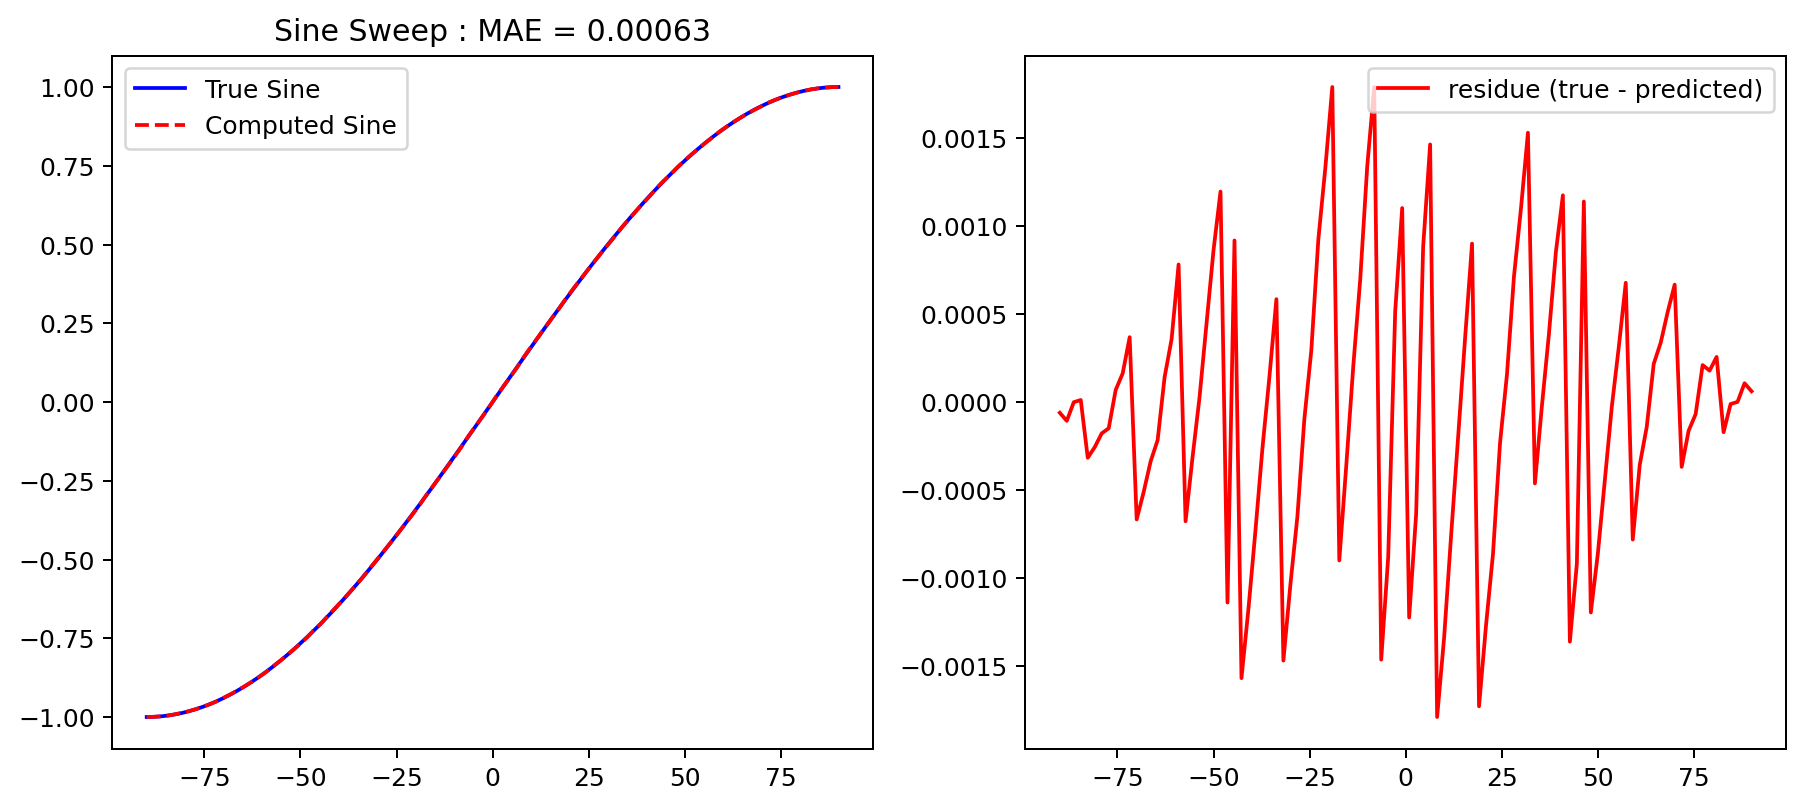 Sine Sweep : MAE = 0.00063
True Sine
Computed Sine
1.00
0.75
0.50
0.25
0.00
−0.25
−0.50
−0.75
−1.00
−75 −50 −25 0 25 50 75
residue (true - predicted)
0.0015
0.0010
0.0005
0.0000
−0.0005
−0.0010
−0.0015
−75 −50 −25 0 25 50 75